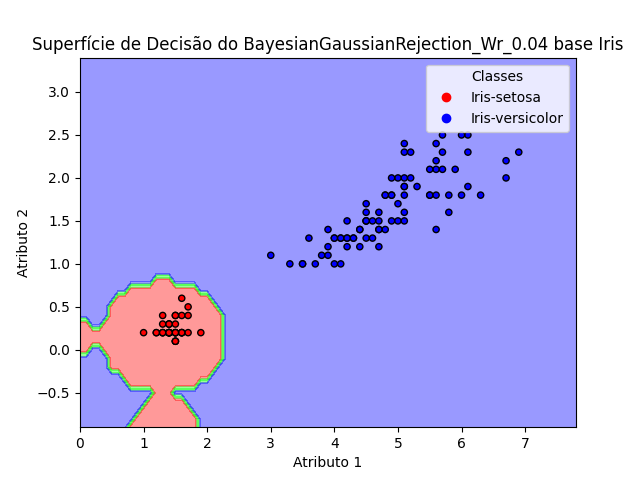 Superfície de Decisão do BayesianGaussianRejection_Wr_0.04 base Iris
Classes
Iris-setosa
Iris-versicolor
Atributo 2
3.0
2.5
2.0
1.5
1.0
0.5
0.0
−0.5
0 1 2 3 4 5 6 7
Atributo 1